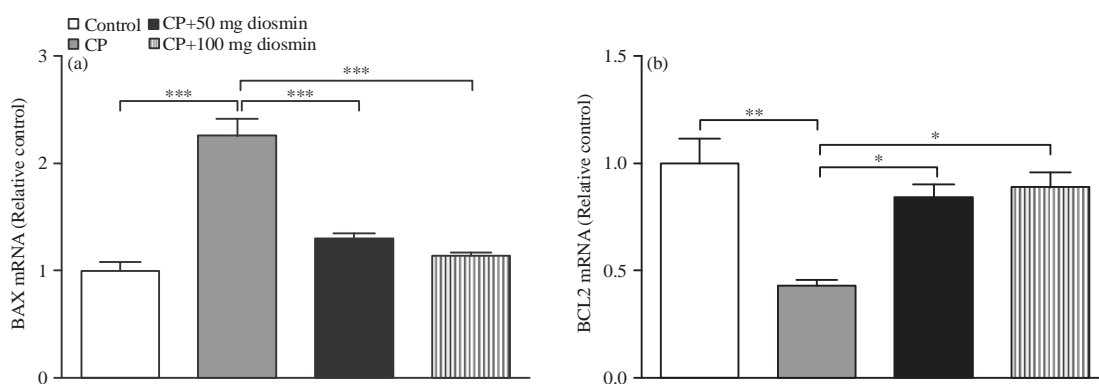 Control
CP+50 mg diosmin
CP
CP+100 mg diosmin
(a)
3
2
1
0
BAX mRNA (Relative control)
***
***
***
(b)
1.5
1.0
0.5
0.0
BCL2 mRNA (Relative control)
**
*
*